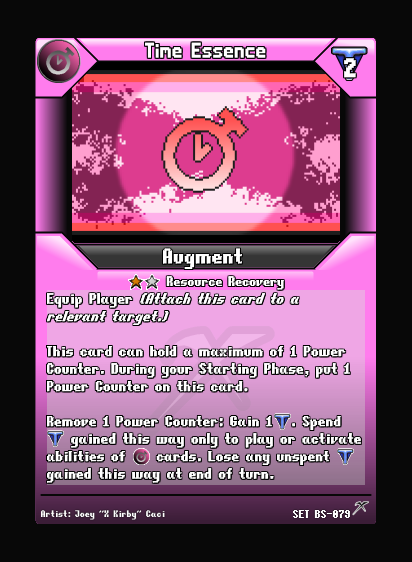 Time Essence
2
Augment
Resource Recovery
Equip Player (Attach this card to a
relevant target.)
This card can hold a maximum of 1 Power
Counter. During your Starting Phase, put 1
Power Counter on this card.
Remove 1 Power Counter: Gain 1. Spend
gained this way only to play or activate
abilities of cards. Lose any unspent
gained this way at end of turn.
Artist: Joey "X Kirby" Caci
SET BS-079